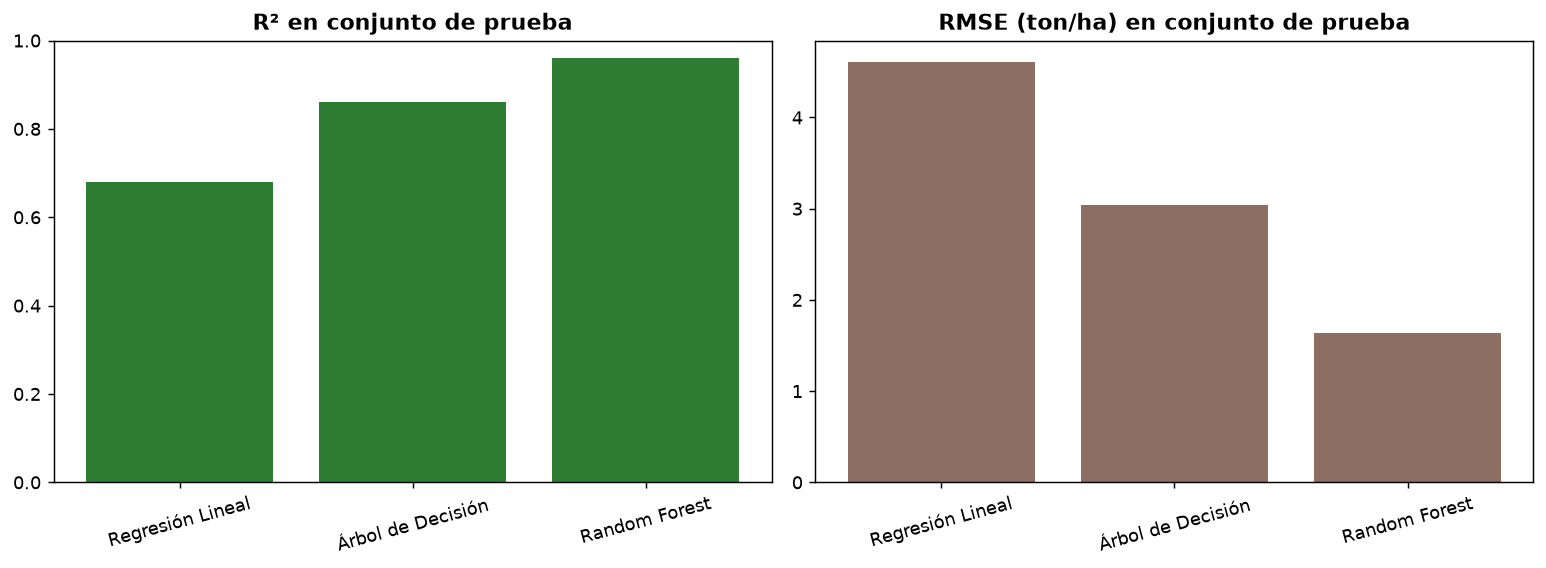 R² en conjunto de prueba
1.0
0.8
0.6
0.4
0.2
0.0
Regresión Lineal
Árbol de Decisión
Random Forest
RMSE (ton/ha) en conjunto de prueba
4
3
2
1
0
Regresión Lineal
Árbol de Decisión
Random Forest